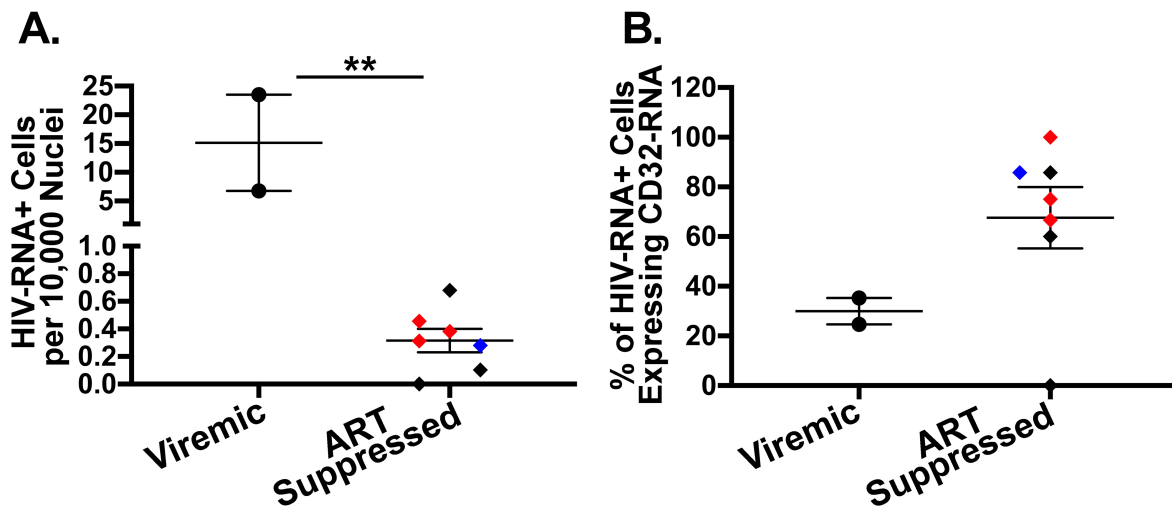 A.
**
HIV-RNA+ Cells
per 10,000 Nuclei
25
20
15
10
5
1.0
0.8
0.6
0.4
0.2
0.0
Viremic
ART
Suppressed
B.
% of HIV-RNA+ Cells
Expressing CD32-RNA
120
100
80
60
40
20
0
Viremic
ART
Suppressed